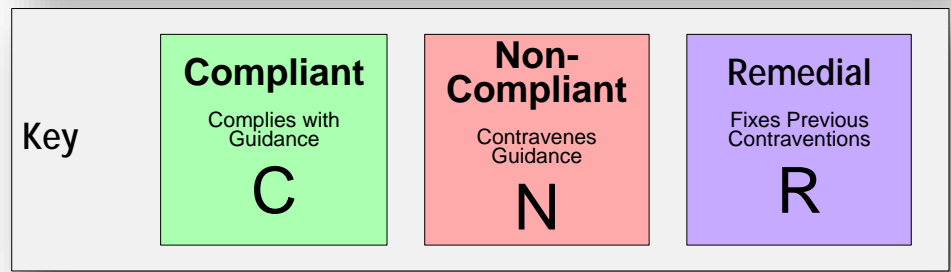 Key
Compliant
Complies with
Guidance
C
Non-
Compliant
Contravenes
Guidance
N
Remedial
Fixes Previous
Contraventions
R